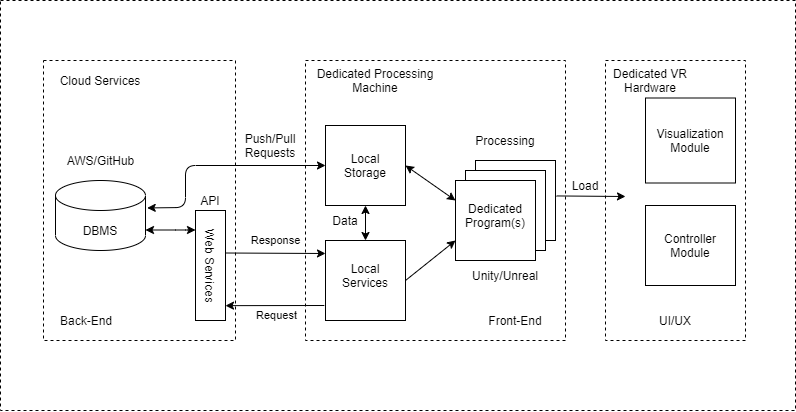 Cloud Services
AWS/GitHub
DBMS
API
Web Services
Back-End
Push/Pull
Requests
Response
Request
Dedicated Processing
Machine
Local
Storage
Data
Local
Services
Processing
Dedicated
Program(s)
Unity/Unreal
Front-End
Load
Dedicated VR
Hardware
Visualization
Module
Controller
Module
UI/UX